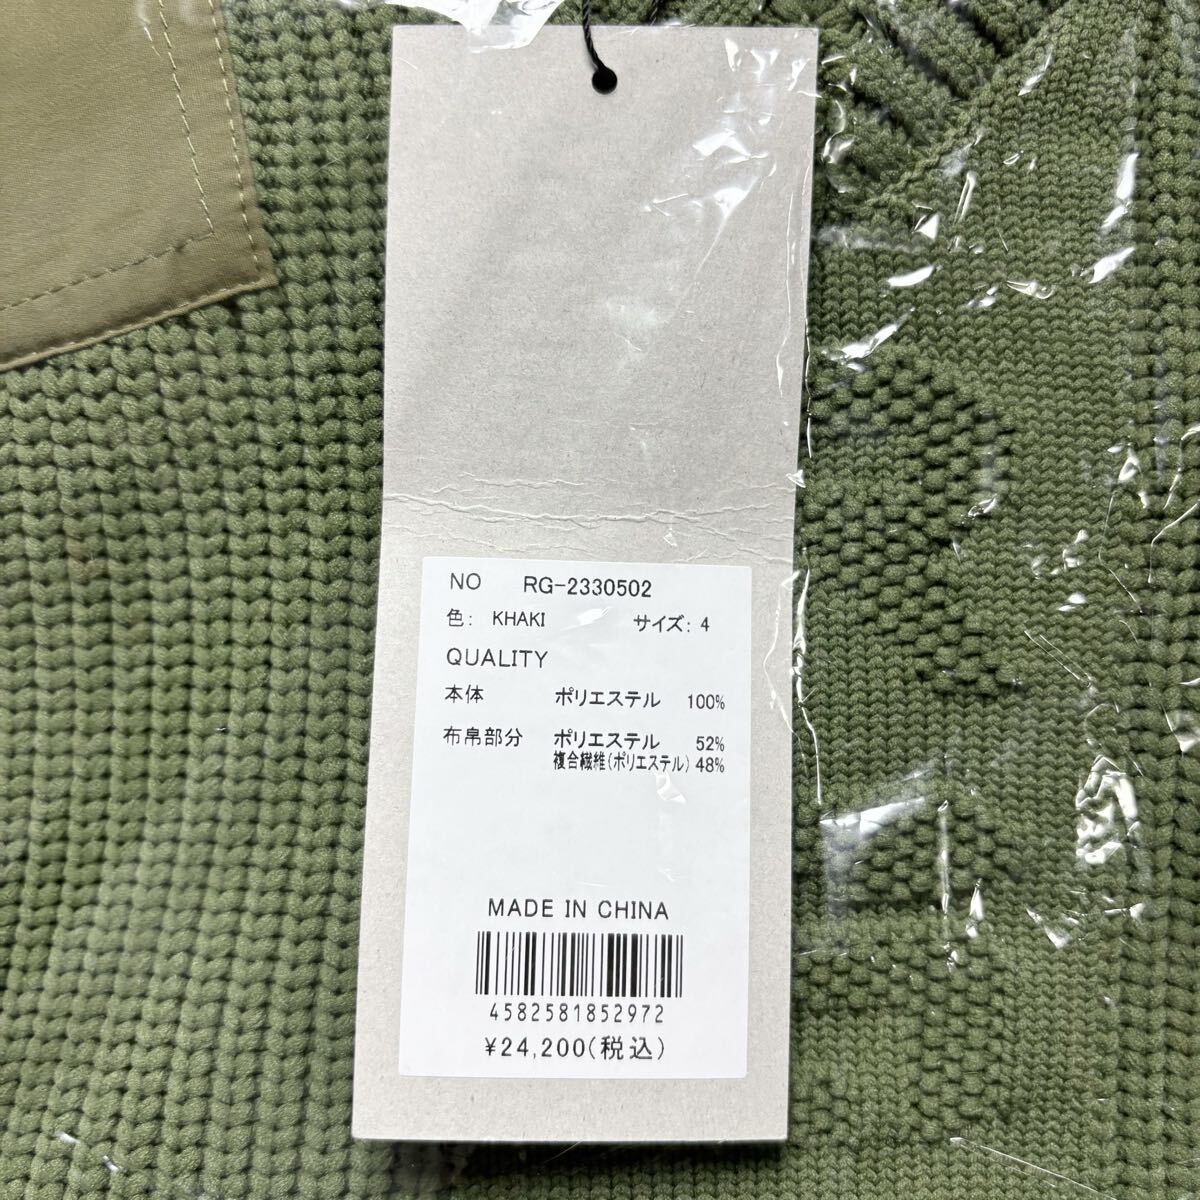 NO RG-2330502
色: KHAKI サイズ: 4
QUALITY
本体 ポリエステル 100%
布帛部分 ポリエステル 52%
複合繊維(ポリエステル) 48%
MADE IN CHINA
4582581852972
¥24,200(税込)